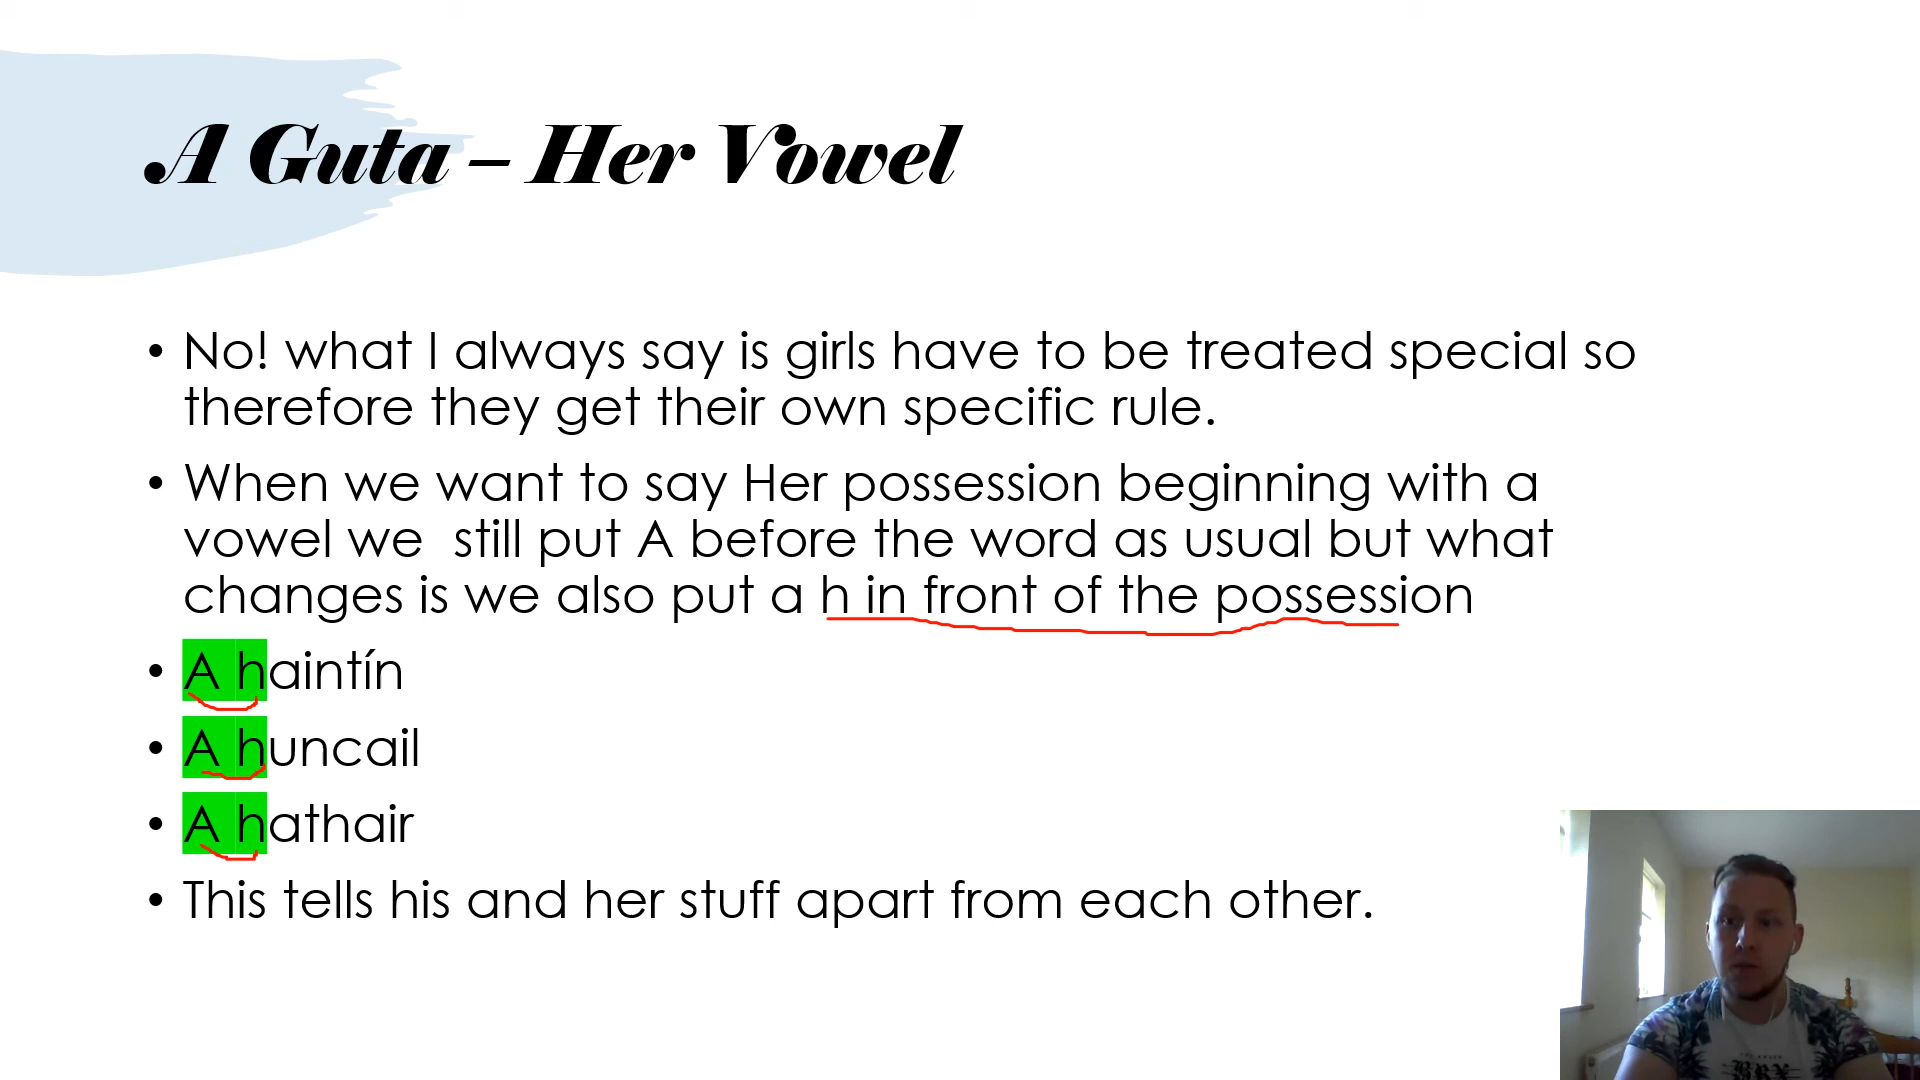 A Guta – Her Vowel
• No! what I always say is girls have to be treated special so
therefore they get their own specific rule.
• When we want to say Her possession beginning with a
vowel we  still put A before the word as usual but what
changes is we also put a h in front of the possession
• A haintín
• A huncail
• A hathair
• This tells his and her stuff apart from each other.